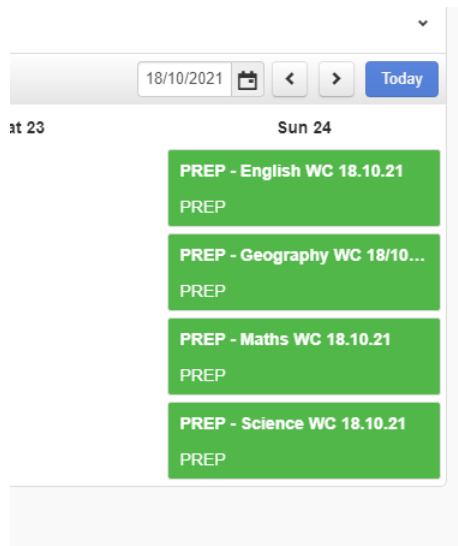 18/10/2021
Today
at 23
Sun 24
PREP - English WC 18.10.21
PREP
PREP - Geography WC 18/10...
PREP
PREP - Maths WC 18.10.21
PREP
PREP - Science WC 18.10.21
PREP